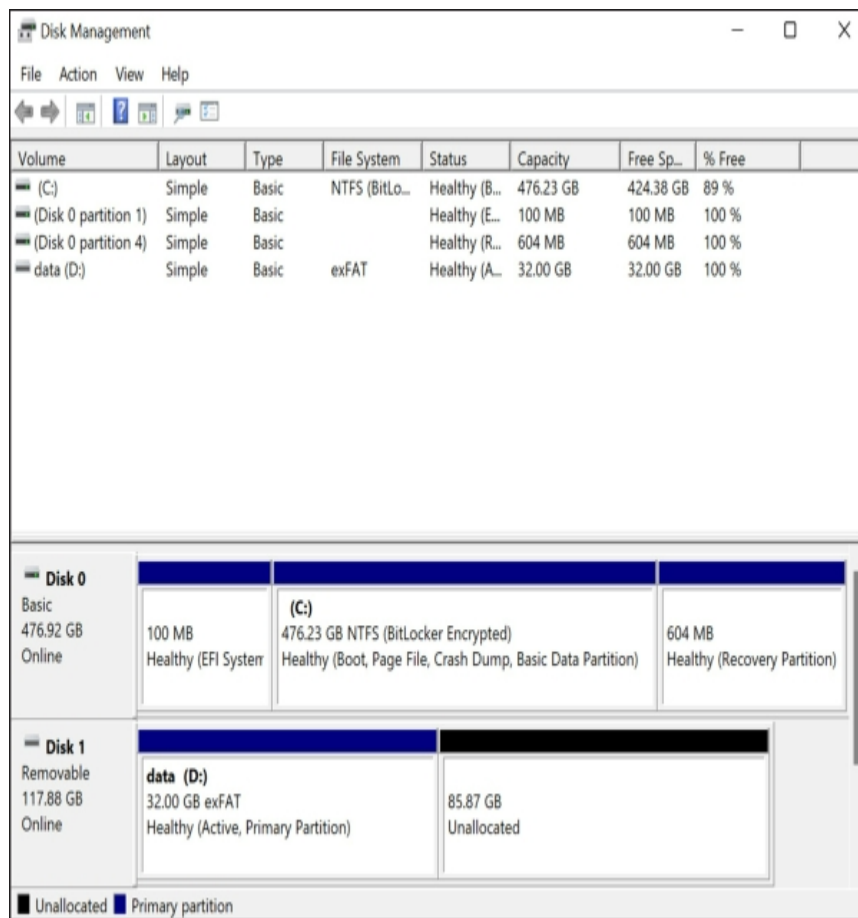 Disk Management
File Action View Help
Volume Layout Type File System Status Capacity Free Sp... % Free
(C:) Simple Basic NTFS (BitLo... Healthy (B... 476.23 GB 424.38 GB 89 %
(Disk 0 partition 1) Simple Basic Healthy (E... 100 MB 100 MB 100 %
(Disk 0 partition 4) Simple Basic Healthy (R... 604 MB 604 MB 100 %
data (D:) Simple Basic exFAT Healthy (A... 32.00 GB 32.00 GB 100 %
Disk 0
Basic
476.92 GB
Online
100 MB
Healthy (EFI System
(C:)
476.23 GB NTFS (BitLocker Encrypted)
Healthy (Boot, Page File, Crash Dump, Basic Data Partition)
604 MB
Healthy (Recovery Partition)
Disk 1
Removable
117.88 GB
Online
data (D:)
32.00 GB exFAT
Healthy (Active, Primary Partition)
85.87 GB
Unallocated
Unallocated Primary partition